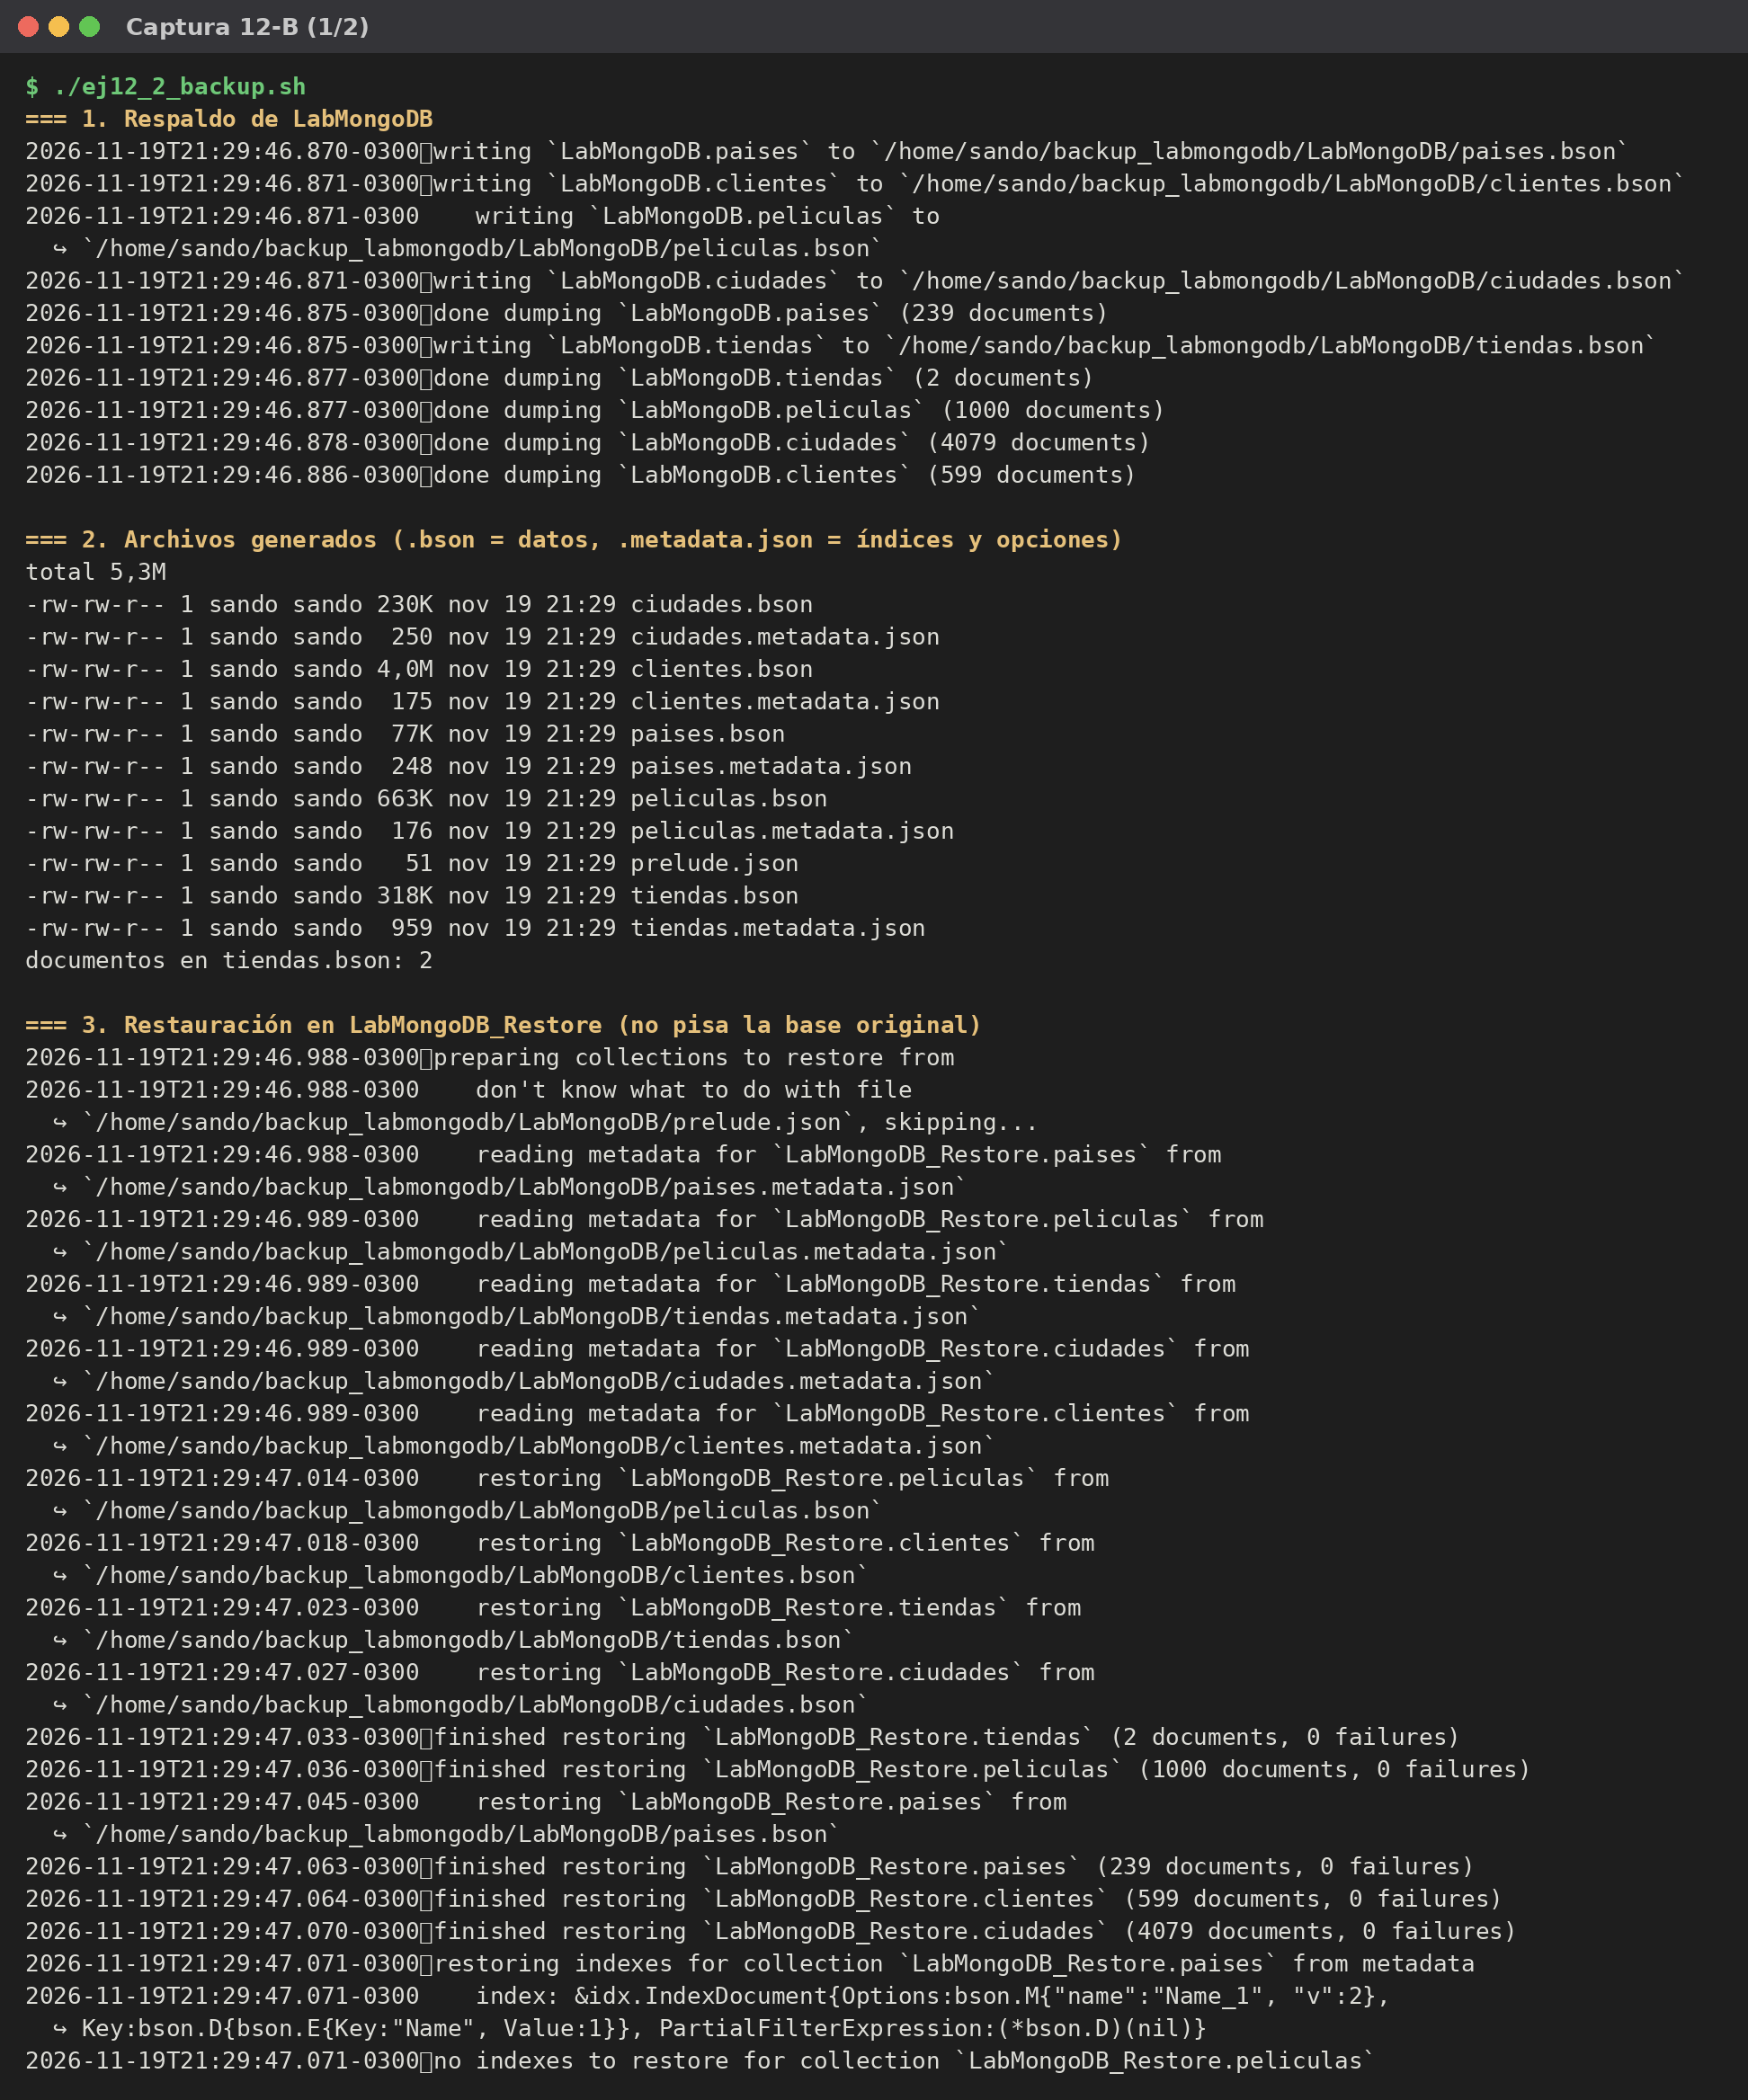 Captura 12-B (1/2)
$ ./ej12_2_backup.sh
=== 1. Respaldo de LabMongoDB
2026-11-19T21:29:46.870-0300▯writing `LabMongoDB.paises` to `/home/sando/backup_labmongodb/LabMongoDB/paises.bson`
2026-11-19T21:29:46.871-0300▯writing `LabMongoDB.clientes` to `/home/sando/backup_labmongodb/LabMongoDB/clientes.bson`
2026-11-19T21:29:46.871-0300    writing `LabMongoDB.peliculas` to
  ↪ `/home/sando/backup_labmongodb/LabMongoDB/peliculas.bson`
2026-11-19T21:29:46.871-0300▯writing `LabMongoDB.ciudades` to `/home/sando/backup_labmongodb/LabMongoDB/ciudades.bson`
2026-11-19T21:29:46.875-0300▯done dumping `LabMongoDB.paises` (239 documents)
2026-11-19T21:29:46.875-0300▯writing `LabMongoDB.tiendas` to `/home/sando/backup_labmongodb/LabMongoDB/tiendas.bson`
2026-11-19T21:29:46.877-0300▯done dumping `LabMongoDB.tiendas` (2 documents)
2026-11-19T21:29:46.877-0300▯done dumping `LabMongoDB.peliculas` (1000 documents)
2026-11-19T21:29:46.878-0300▯done dumping `LabMongoDB.ciudades` (4079 documents)
2026-11-19T21:29:46.886-0300▯done dumping `LabMongoDB.clientes` (599 documents)
=== 2. Archivos generados (.bson = datos, .metadata.json = índices y opciones)
total 5,3M
-rw-rw-r-- 1 sando sando 230K nov 19 21:29 ciudades.bson
-rw-rw-r-- 1 sando sando  250 nov 19 21:29 ciudades.metadata.json
-rw-rw-r-- 1 sando sando 4,0M nov 19 21:29 clientes.bson
-rw-rw-r-- 1 sando sando  175 nov 19 21:29 clientes.metadata.json
-rw-rw-r-- 1 sando sando  77K nov 19 21:29 paises.bson
-rw-rw-r-- 1 sando sando  248 nov 19 21:29 paises.metadata.json
-rw-rw-r-- 1 sando sando 663K nov 19 21:29 peliculas.bson
-rw-rw-r-- 1 sando sando  176 nov 19 21:29 peliculas.metadata.json
-rw-rw-r-- 1 sando sando   51 nov 19 21:29 prelude.json
-rw-rw-r-- 1 sando sando 318K nov 19 21:29 tiendas.bson
-rw-rw-r-- 1 sando sando  959 nov 19 21:29 tiendas.metadata.json
documentos en tiendas.bson: 2
=== 3. Restauración en LabMongoDB_Restore (no pisa la base original)
2026-11-19T21:29:46.988-0300▯preparing collections to restore from
2026-11-19T21:29:46.988-0300    don't know what to do with file
  ↪ `/home/sando/backup_labmongodb/LabMongoDB/prelude.json`, skipping...
2026-11-19T21:29:46.988-0300    reading metadata for `LabMongoDB_Restore.paises` from
  ↪ `/home/sando/backup_labmongodb/LabMongoDB/paises.metadata.json`
2026-11-19T21:29:46.989-0300    reading metadata for `LabMongoDB_Restore.peliculas` from
  ↪ `/home/sando/backup_labmongodb/LabMongoDB/peliculas.metadata.json`
2026-11-19T21:29:46.989-0300    reading metadata for `LabMongoDB_Restore.tiendas` from
  ↪ `/home/sando/backup_labmongodb/LabMongoDB/tiendas.metadata.json`
2026-11-19T21:29:46.989-0300    reading metadata for `LabMongoDB_Restore.ciudades` from
  ↪ `/home/sando/backup_labmongodb/LabMongoDB/ciudades.metadata.json`
2026-11-19T21:29:46.989-0300    reading metadata for `LabMongoDB_Restore.clientes` from
  ↪ `/home/sando/backup_labmongodb/LabMongoDB/clientes.metadata.json`
2026-11-19T21:29:47.014-0300    restoring `LabMongoDB_Restore.peliculas` from
  ↪ `/home/sando/backup_labmongodb/LabMongoDB/peliculas.bson`
2026-11-19T21:29:47.018-0300    restoring `LabMongoDB_Restore.clientes` from
  ↪ `/home/sando/backup_labmongodb/LabMongoDB/clientes.bson`
2026-11-19T21:29:47.023-0300    restoring `LabMongoDB_Restore.tiendas` from
  ↪ `/home/sando/backup_labmongodb/LabMongoDB/tiendas.bson`
2026-11-19T21:29:47.027-0300    restoring `LabMongoDB_Restore.ciudades` from
  ↪ `/home/sando/backup_labmongodb/LabMongoDB/ciudades.bson`
2026-11-19T21:29:47.033-0300▯finished restoring `LabMongoDB_Restore.tiendas` (2 documents, 0 failures)
2026-11-19T21:29:47.036-0300▯finished restoring `LabMongoDB_Restore.peliculas` (1000 documents, 0 failures)
2026-11-19T21:29:47.045-0300    restoring `LabMongoDB_Restore.paises` from
  ↪ `/home/sando/backup_labmongodb/LabMongoDB/paises.bson`
2026-11-19T21:29:47.063-0300▯finished restoring `LabMongoDB_Restore.paises` (239 documents, 0 failures)
2026-11-19T21:29:47.064-0300▯finished restoring `LabMongoDB_Restore.clientes` (599 documents, 0 failures)
2026-11-19T21:29:47.070-0300▯finished restoring `LabMongoDB_Restore.ciudades` (4079 documents, 0 failures)
2026-11-19T21:29:47.071-0300▯restoring indexes for collection `LabMongoDB_Restore.paises` from metadata
2026-11-19T21:29:47.071-0300    index: &idx.IndexDocument{Options:bson.M{"name":"Name_1", "v":2},
  ↪ Key:bson.D{bson.E{Key:"Name", Value:1}}, PartialFilterExpression:(*bson.D)(nil)}
2026-11-19T21:29:47.071-0300▯no indexes to restore for collection `LabMongoDB_Restore.peliculas`